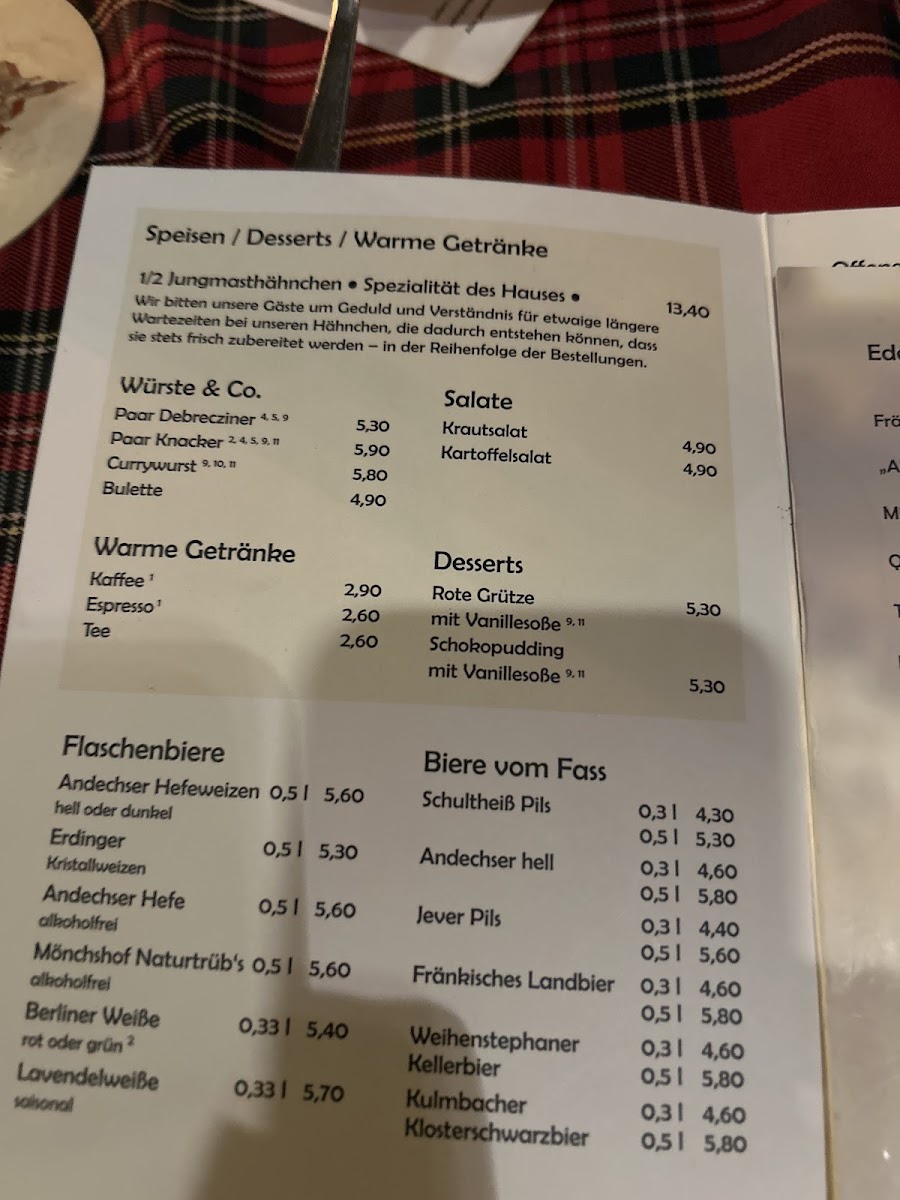 Speisen / Desserts / Warme Getränke
1/2 Jungmasthähnchen • Spezialität des Hauses • 13,40
Wir bitten unsere Gäste um Geduld und Verständnis für etwaige längere
Wartezeiten bei unseren Hähnchen, die dadurch entstehen können, dass
sie stets frisch zubereitet werden – in der Reihenfolge der Bestellungen.
Würste & Co.
Paar Debrecziner 4, 5, 9 5,30
Paar Knacker 2, 4, 5, 9, 11 5,90
Currywurst 9, 10, 11 5,80
Bulette 4,90
Salate
Krautsalat 4,90
Kartoffelsalat 4,90
Warme Getränke
Kaffee 1 2,90
Espresso 1 2,60
Tee 2,60
Desserts
Rote Grütze 5,30
mit Vanillesoße 9, 11
Schokopudding
mit Vanillesoße 9, 11 5,30
Flaschenbiere
Andechser Hefeweizen 0,5 l 5,60
hell oder dunkel
Erdinger 0,5 l 5,30
Kristallweizen
Andechser Hefe 0,5 l 5,60
alkoholfrei
Mönchshof Naturtrüb's 0,5 l 5,60
alkoholfrei
Berliner Weiße 0,33 l 5,40
rot oder grün 2
Lavendelweiße 0,33 l 5,70
saisonal
Biere vom Fass
Schultheiß Pils 0,3 l 4,30
0,5 l 5,30
Andechser hell 0,3 l 4,60
0,5 l 5,80
Jever Pils 0,3 l 4,40
0,5 l 5,60
Fränkisches Landbier 0,3 l 4,60
0,5 l 5,80
Weihenstephaner 0,3 l 4,60
Kellerbier 0,5 l 5,80
Kulmbacher 0,3 l 4,60
Klosterschwarzbier 0,5 l 5,80